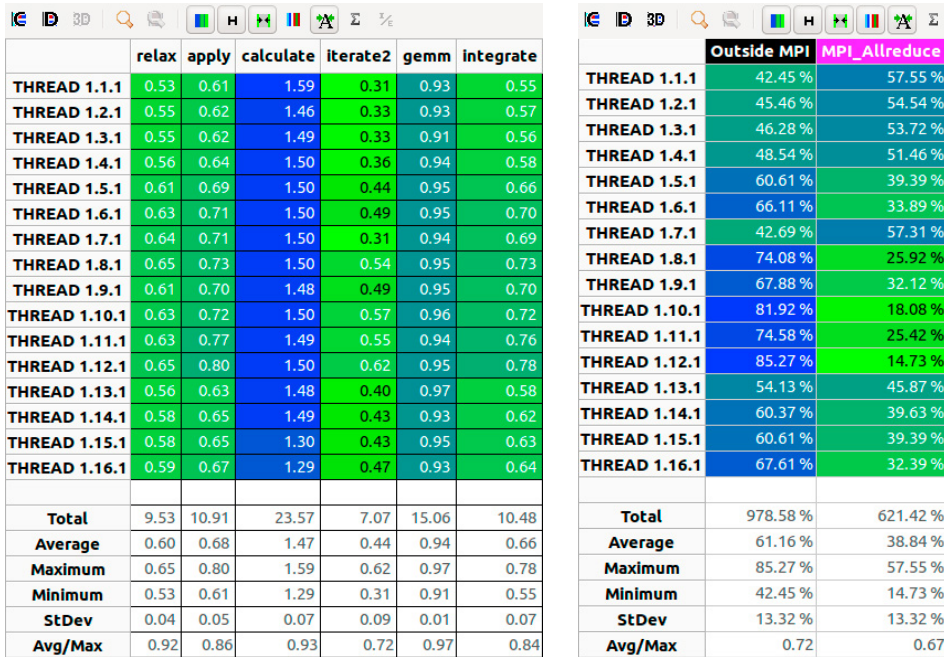 3D
H
Σ
relax apply calculate iterate2 gemm integrate
THREAD 1.1.1 0.53 0.61 1.59 0.31 0.93 0.55
THREAD 1.2.1 0.55 0.62 1.46 0.33 0.93 0.57
THREAD 1.3.1 0.55 0.62 1.49 0.33 0.91 0.56
THREAD 1.4.1 0.56 0.64 1.50 0.36 0.94 0.58
THREAD 1.5.1 0.61 0.69 1.50 0.44 0.95 0.66
THREAD 1.6.1 0.63 0.71 1.50 0.49 0.95 0.70
THREAD 1.7.1 0.64 0.71 1.50 0.31 0.94 0.69
THREAD 1.8.1 0.65 0.73 1.50 0.54 0.95 0.73
THREAD 1.9.1 0.61 0.70 1.48 0.49 0.95 0.70
THREAD 1.10.1 0.63 0.72 1.50 0.57 0.96 0.72
THREAD 1.11.1 0.63 0.77 1.49 0.55 0.94 0.76
THREAD 1.12.1 0.65 0.80 1.50 0.62 0.95 0.78
THREAD 1.13.1 0.56 0.63 1.48 0.40 0.97 0.58
THREAD 1.14.1 0.58 0.65 1.49 0.43 0.93 0.62
THREAD 1.15.1 0.58 0.65 1.30 0.43 0.95 0.63
THREAD 1.16.1 0.59 0.67 1.29 0.47 0.93 0.64
Total 9.53 10.91 23.57 7.07 15.06 10.48
Average 0.60 0.68 1.47 0.44 0.94 0.66
Maximum 0.65 0.80 1.59 0.62 0.97 0.78
Minimum 0.53 0.61 1.29 0.31 0.91 0.55
StDev 0.04 0.05 0.07 0.09 0.01 0.07
Avg/Max 0.92 0.86 0.93 0.72 0.97 0.84
3D
H
Σ
Outside MPI MPI_Allreduce
THREAD 1.1.1 42.45 % 57.55 %
THREAD 1.2.1 45.46 % 54.54 %
THREAD 1.3.1 46.28 % 53.72 %
THREAD 1.4.1 48.54 % 51.46 %
THREAD 1.5.1 60.61 % 39.39 %
THREAD 1.6.1 66.11 % 33.89 %
THREAD 1.7.1 42.69 % 57.31 %
THREAD 1.8.1 74.08 % 25.92 %
THREAD 1.9.1 67.88 % 32.12 %
THREAD 1.10.1 81.92 % 18.08 %
THREAD 1.11.1 74.58 % 25.42 %
THREAD 1.12.1 85.27 % 14.73 %
THREAD 1.13.1 54.13 % 45.87 %
THREAD 1.14.1 60.37 % 39.63 %
THREAD 1.15.1 60.61 % 39.39 %
THREAD 1.16.1 67.61 % 32.39 %
Total 978.58 % 621.42 %
Average 61.16 % 38.84 %
Maximum 85.27 % 57.55 %
Minimum 42.45 % 14.73 %
StDev 13.32 % 13.32 %
Avg/Max 0.72 0.67